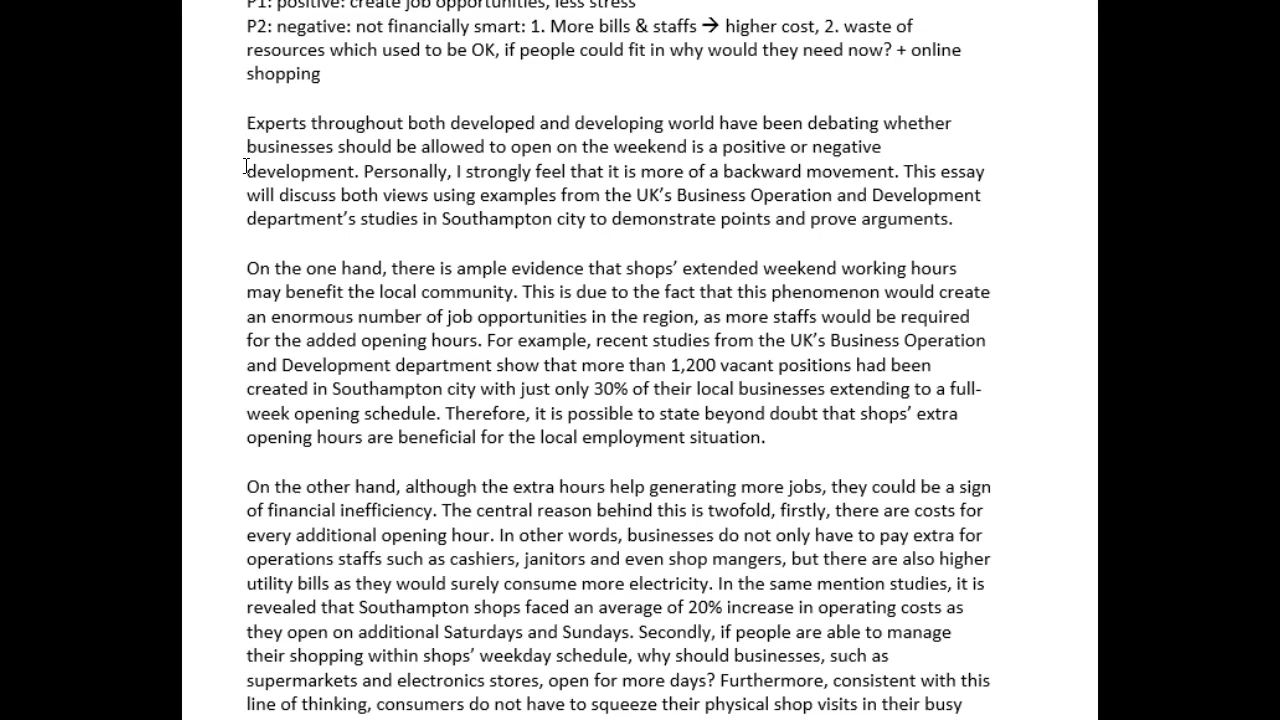 P1: positive: create job opportunities, less stress
P2: negative: not financially smart: 1. More bills & staffs → higher cost, 2. waste of
resources which used to be OK, if people could fit in why would they need now? + online
shopping
Experts throughout both developed and developing world have been debating whether
businesses should be allowed to open on the weekend is a positive or negative
development. Personally, I strongly feel that it is more of a backward movement. This essay
will discuss both views using examples from the UK’s Business Operation and Development
department’s studies in Southampton city to demonstrate points and prove arguments.
On the one hand, there is ample evidence that shops’ extended weekend working hours
may benefit the local community. This is due to the fact that this phenomenon would create
an enormous number of job opportunities in the region, as more staffs would be required
for the added opening hours. For example, recent studies from the UK’s Business Operation
and Development department show that more than 1,200 vacant positions had been
created in Southampton city with just only 30% of their local businesses extending to a full-
week opening schedule. Therefore, it is possible to state beyond doubt that shops’ extra
opening hours are beneficial for the local employment situation.
On the other hand, although the extra hours help generating more jobs, they could be a sign
of financial inefficiency. The central reason behind this is twofold, firstly, there are costs for
every additional opening hour. In other words, businesses do not only have to pay extra for
operations staffs such as cashiers, janitors and even shop mangers, but there are also higher
utility bills as they would surely consume more electricity. In the same mention studies, it is
revealed that Southampton shops faced an average of 20% increase in operating costs as
they open on additional Saturdays and Sundays. Secondly, if people are able to manage
their shopping within shops’ weekday schedule, why should businesses, such as
supermarkets and electronics stores, open for more days? Furthermore, consistent with this
line of thinking, consumers do not have to squeeze their physical shop visits in their busy